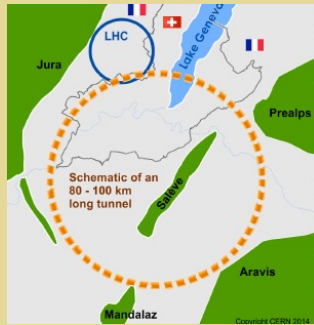 LHC
Lake Geneva
Jura
Prealps
Schematic of an
80 - 100 km
long tunnel
Salève
Aravis
Mandalaz
Copyright CERN 2014